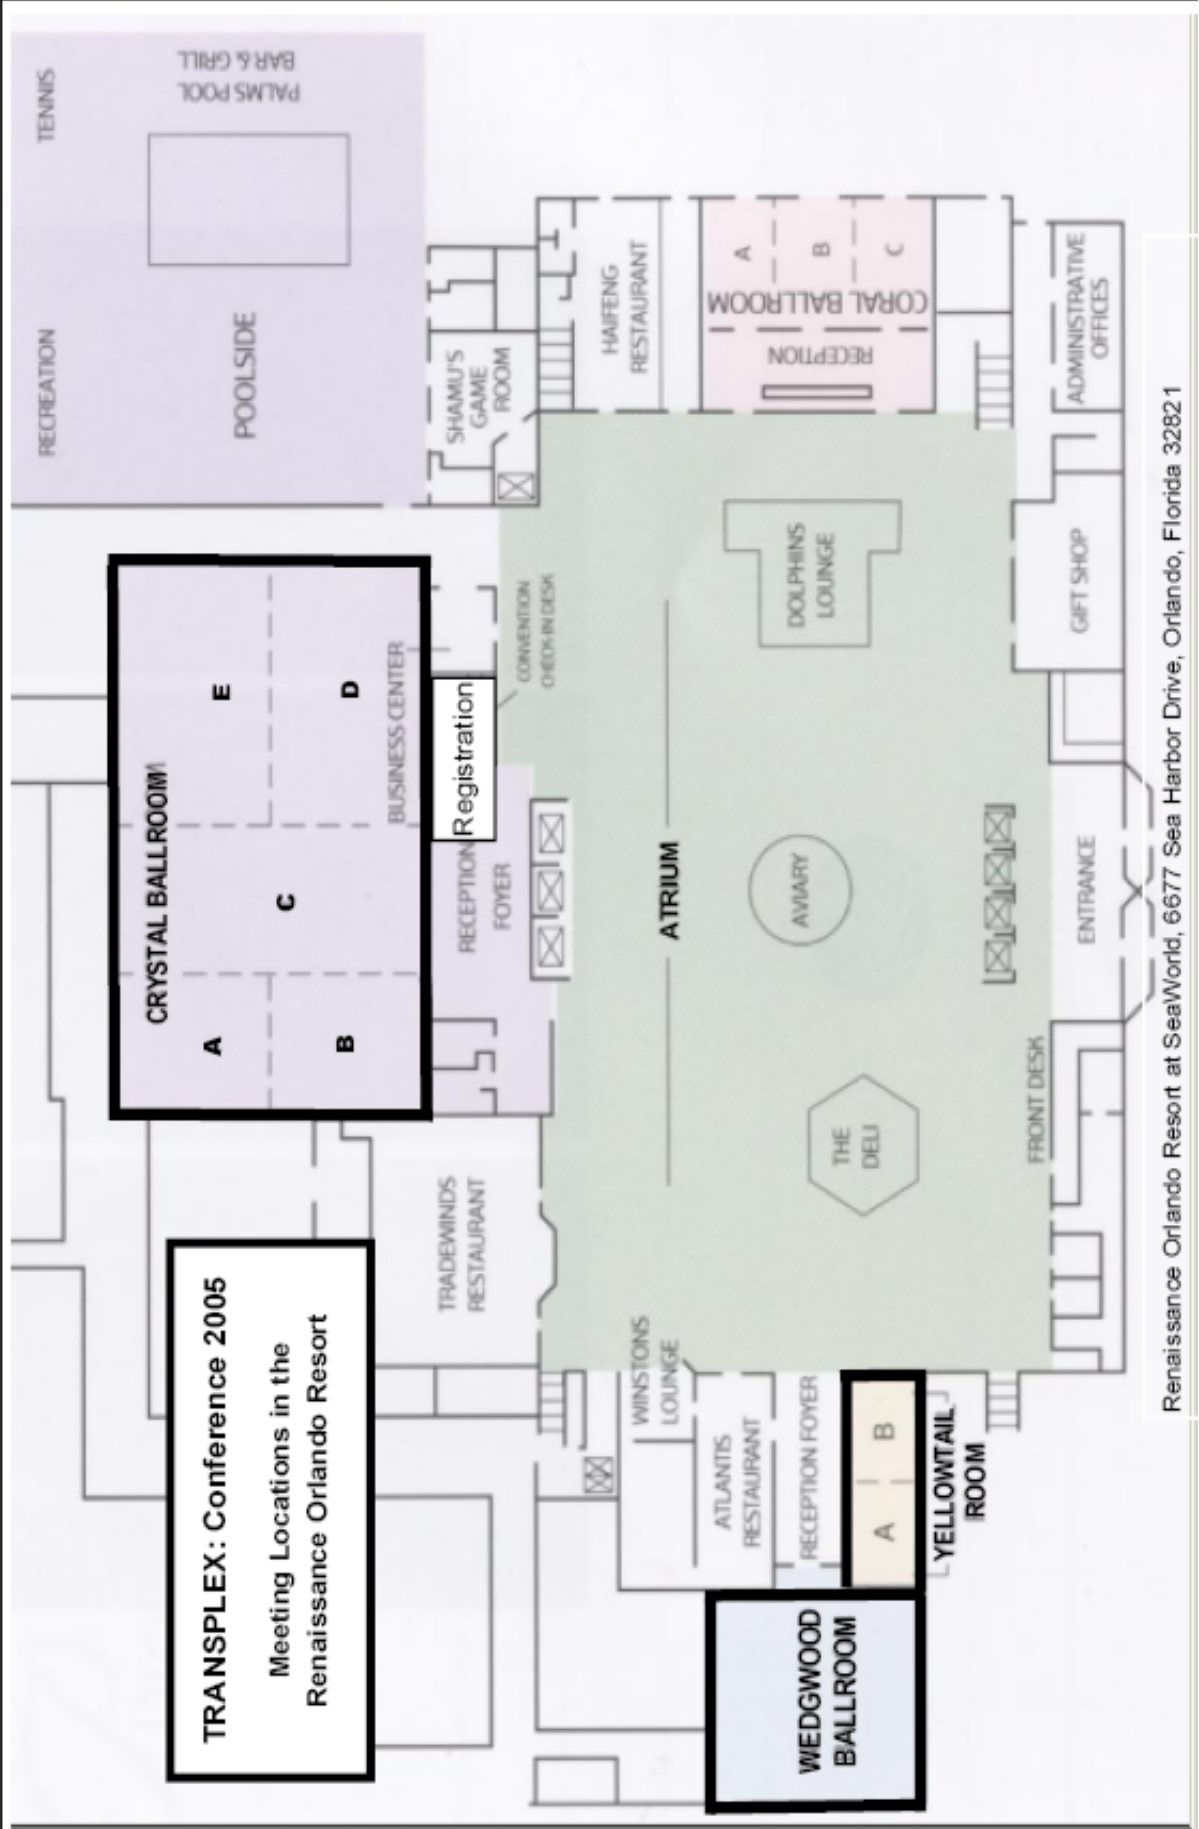 TRANSPLEX: Conference 2005
Meeting Locations in the
Renaissance Orlando Resort
CRYSTAL BALLROOM
A
B
C
D
E
BUSINESS CENTER
Registration
RECEPTION
FOYER
CONVENTION
CHECK-IN DESK
RECREATION
TENNIS
POOLSIDE
PALMS POOL
BAR & GRILL
SHAMU'S
GAME
ROOM
HAIFENG
RESTAURANT
CORAL BALLROOM
A
B
C
RECEPTION
ADMINISTRATIVE
OFFICES
GIFT SHOP
DOLPHINS
LOUNGE
ATRIUM
AVIARY
ENTRANCE
THE
DELI
FRONT DESK
TRADEWINDS
RESTAURANT
WINSTONS
LOUNGE
ATLANTIS
RESTAURANT
RECEPTION FOYER
A
B
YELLOWTAIL
ROOM
WEDGWOOD
BALLROOM
Renaissance Orlando Resort at SeaWorld, 6677 Sea Harbor Drive, Orlando, Florida 32821